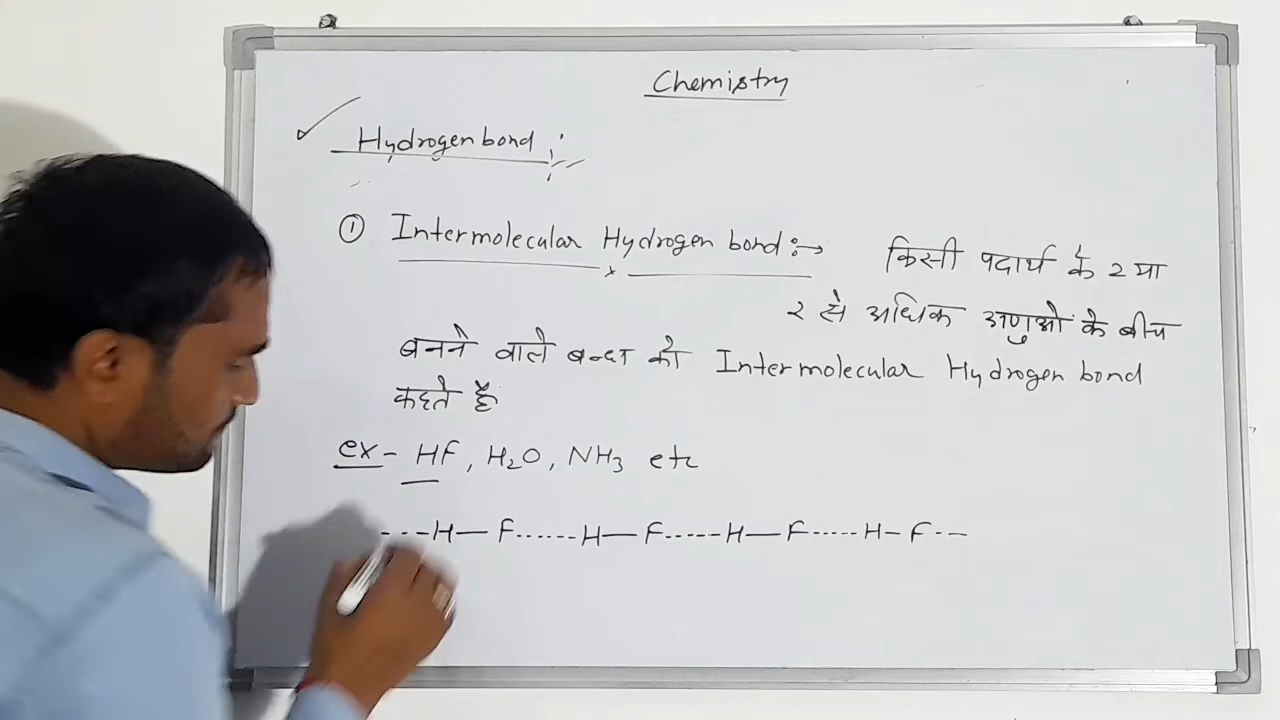 Chemistry
Hydrogen bond :-
① Intermolecular Hydrogen bond :→ किसी पदार्थ के 2 या
2 से अधिक अणुओं के बीच
बनने वाले बन्ध को Intermolecular Hydrogen bond
कहते हैं
ex- HF, H₂O, NH₃ etc
---H— F......H—F.....H—F.....H-F---